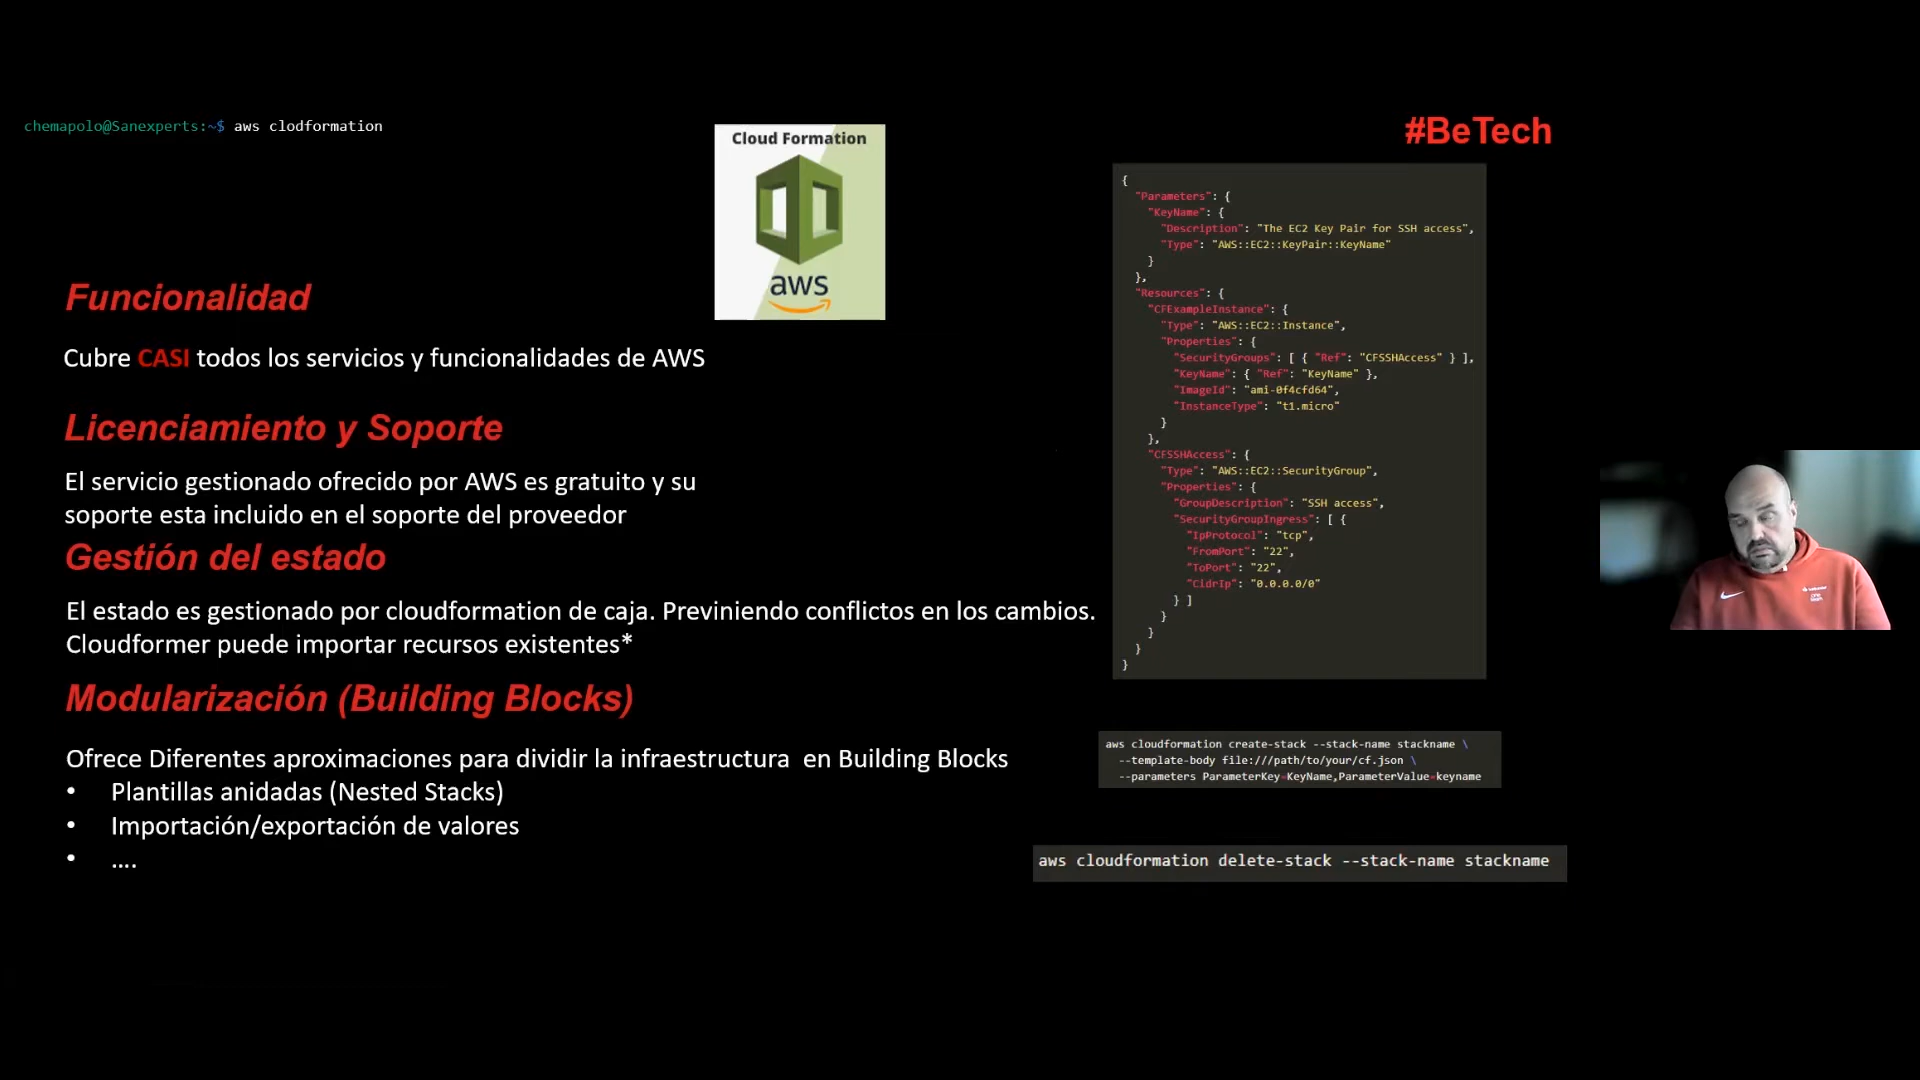 chemapolo@Sanexperts:~$ aws clodformation
Cloud Formation
aws
#BeTech
Funcionalidad
Cubre CASI todos los servicios y funcionalidades de AWS
Licenciamiento y Soporte
El servicio gestionado ofrecido por AWS es gratuito y su
soporte esta incluido en el soporte del proveedor
Gestión del estado
El estado es gestionado por cloudformation de caja. Previniendo conflictos en los cambios.
Cloudformer puede importar recursos existentes*
Modularización (Building Blocks)
Ofrece Diferentes aproximaciones para dividir la infraestructura  en Building Blocks
• Plantillas anidadas (Nested Stacks)
• Importación/exportación de valores
• ....
{
"Parameters": {
"KeyName": {
"Description": "The EC2 Key Pair for SSH access",
"Type": "AWS::EC2::KeyPair::KeyName"
}
},
"Resources": {
"CFExampleInstance": {
"Type": "AWS::EC2::Instance",
"Properties": {
"SecurityGroups": [ { "Ref": "CFSSHAccess" } ],
"KeyName": { "Ref": "KeyName" },
"ImageId": "ami-0f4cfd64",
"InstanceType": "t1.micro"
}
},
"CFSSHAccess": {
"Type": "AWS::EC2::SecurityGroup",
"Properties": {
"GroupDescription": "SSH access",
"SecurityGroupIngress": [ {
"IpProtocol": "tcp",
"FromPort": "22",
"ToPort": "22",
"CidrIp": "0.0.0.0/0"
} ]
}
}
}
}
aws cloudformation create-stack --stack-name stackname \
--template-body file:///path/to/your/cf.json \
--parameters ParameterKey=KeyName,ParameterValue=keyname
aws cloudformation delete-stack --stack-name stackname